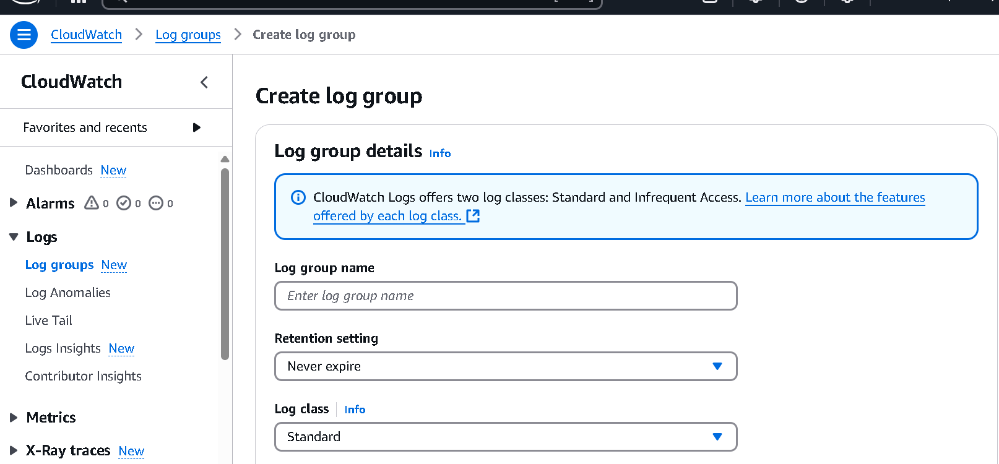 CloudWatch > Log groups > Create log group
CloudWatch
Favorites and recents
Dashboards New
Alarms 0 0 0
Logs
Log groups New
Log Anomalies
Live Tail
Logs Insights New
Contributor Insights
Metrics
X-Ray traces New
Create log group
Log group details Info
CloudWatch Logs offers two log classes: Standard and Infrequent Access. Learn more about the features
offered by each log class.
Log group name
Enter log group name
Retention setting
Never expire
Log class Info
Standard